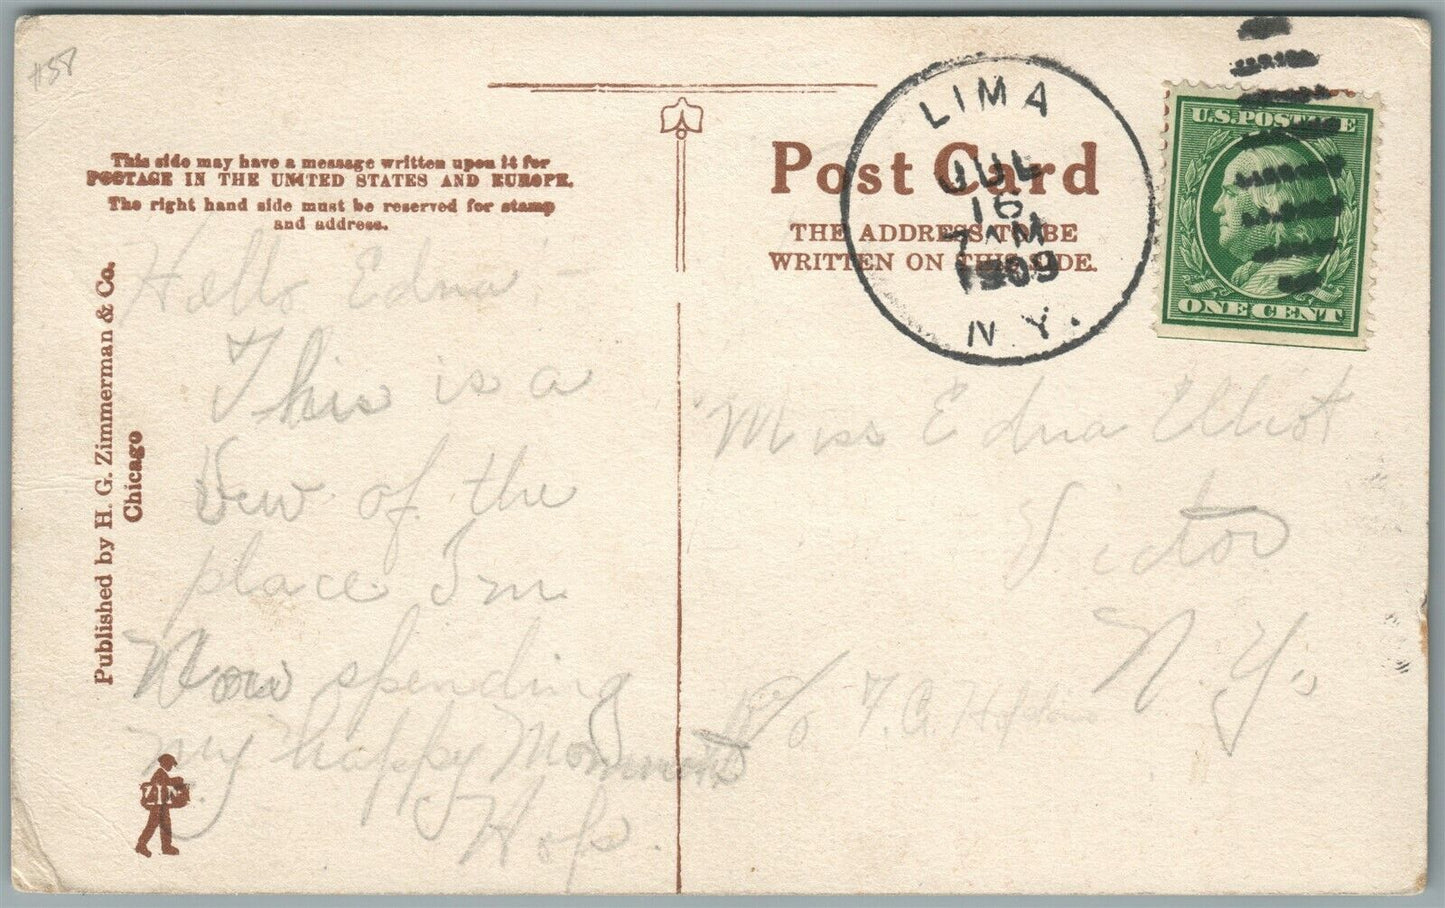 #58
This side may have a message written upon it for
POSTAGE IN THE UNITED STATES AND EUROPE.
The right hand side must be reserved for stamp
and address.
Published by H. G. Zimmerman & Co.
Chicago
Hello Edna -
This is a
view of the
place I'm
Now spending
my happy Moments
Hop.
ZIM
Post Card
THE ADDRESS TO BE
WRITTEN ON THIS SIDE.
LIMA
JUL
16
7 AM
1909
N.Y.
U.S. POSTAGE
ONE CENT
Miss Edna Elliot
Victor
N.Y.
c/o